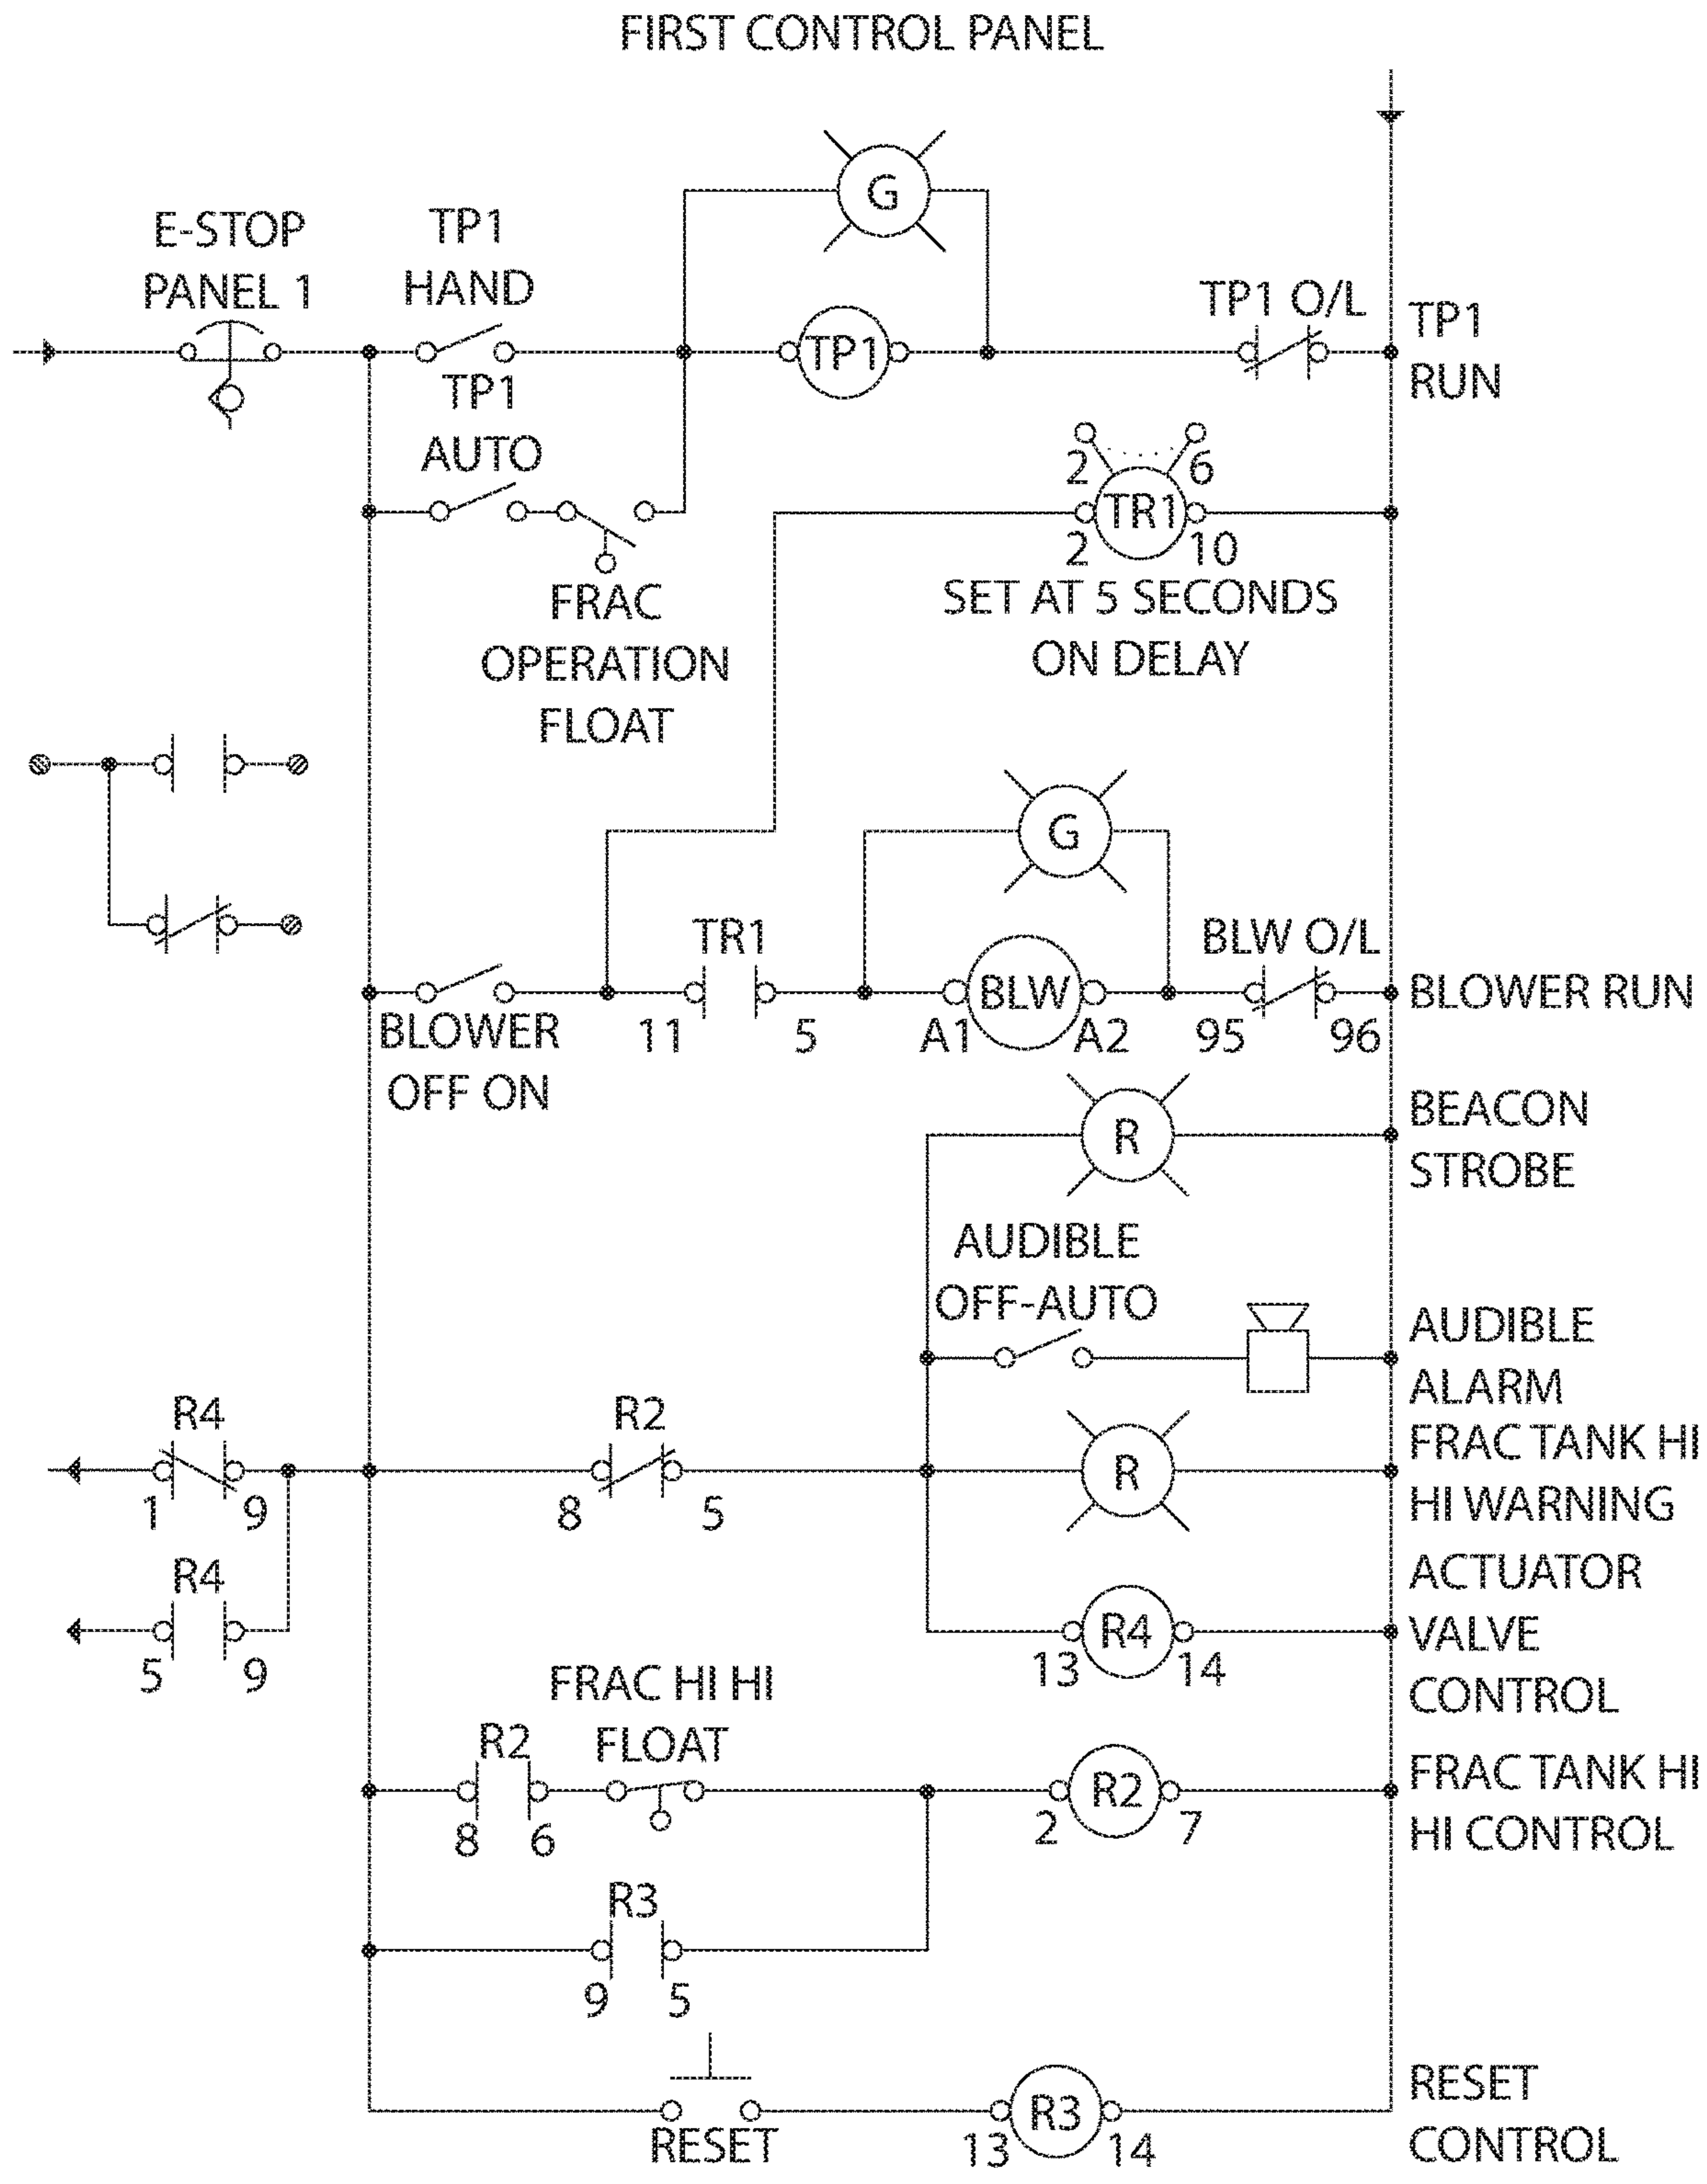 FIRST CONTROL PANEL
G
E-STOP
PANEL 1
TP1
HAND
TP1
TP1 O/L
TP1
RUN
TP1
AUTO
FRAC
OPERATION
FLOAT
2 6
TR1
2 10
SET AT 5 SECONDS
ON DELAY
G
TR1
BLW
BLW O/L
BLOWER RUN
BLOWER
OFF ON
11 5
A1 A2
95 96
R
BEACON
STROBE
AUDIBLE
OFF-AUTO
AUDIBLE
ALARM
R4
1 9
R2
8 5
R
FRAC TANK HI
HI WARNING
R4
5 9
R4
13 14
ACTUATOR
VALVE
CONTROL
R2
8 6
FRAC HI HI
FLOAT
R2
2 7
FRAC TANK HI
HI CONTROL
R3
9 5
RESET
R3
13 14
RESET
CONTROL